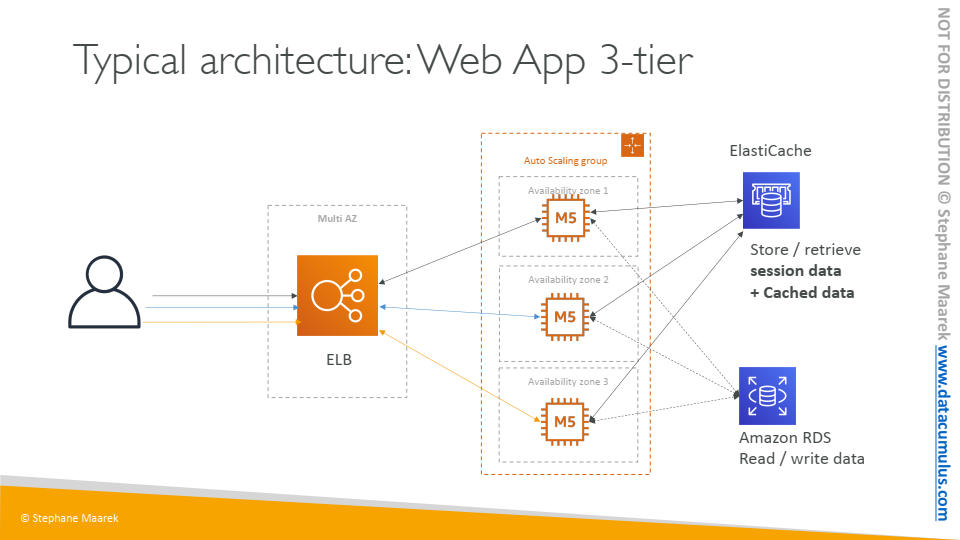 Typical architecture: Web App 3-tier
Auto Scaling group
Availability zone 1
M5
Availability zone 2
M5
Availability zone 3
M5
Multi AZ
ELB
ElastiCache
Store / retrieve
session data
+ Cached data
Amazon RDS
Read / write data
© Stephane Maarek
NOT FOR DISTRIBUTION © Stephane Maarek www.datacumulus.com